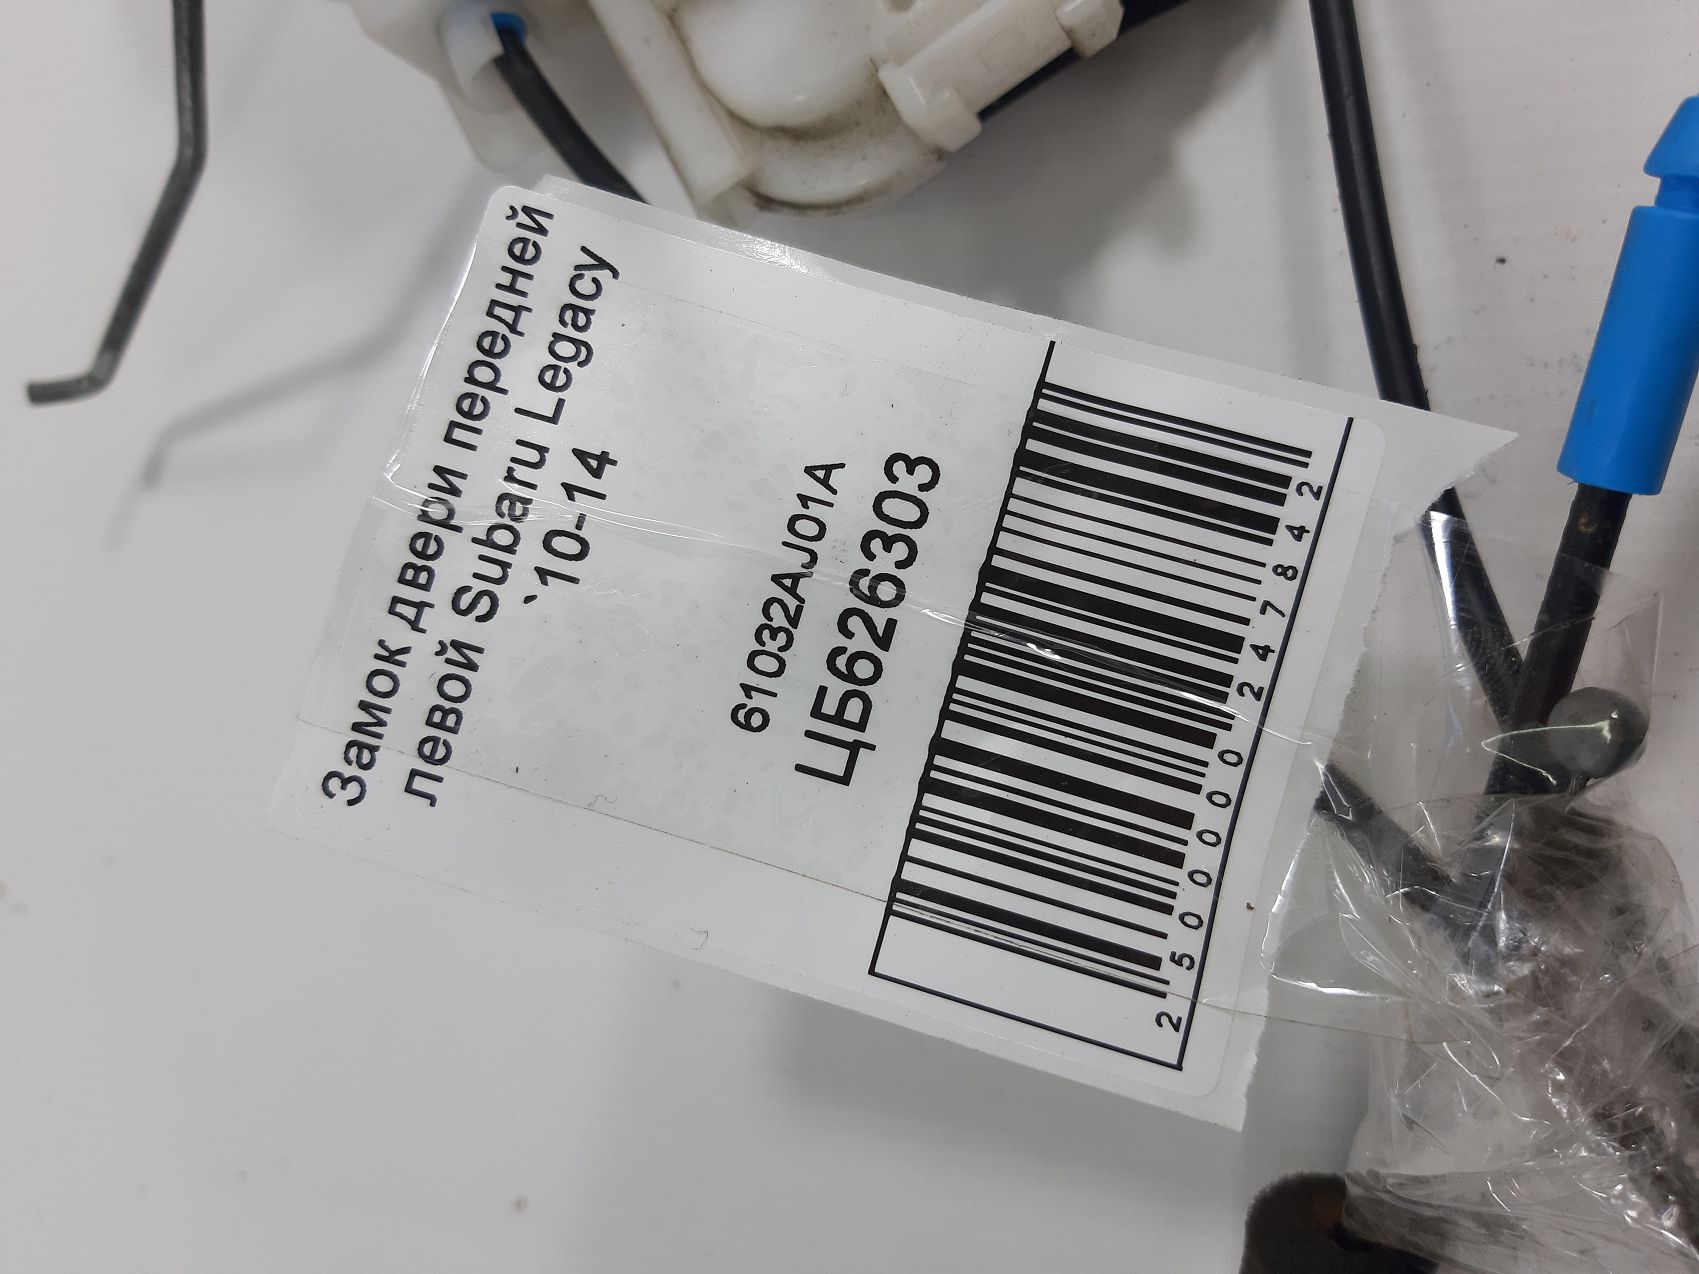 Замок двери передней
левой Subaru Legacy
`10-14
61032AJ01A
ЦБ626303
2500000247842